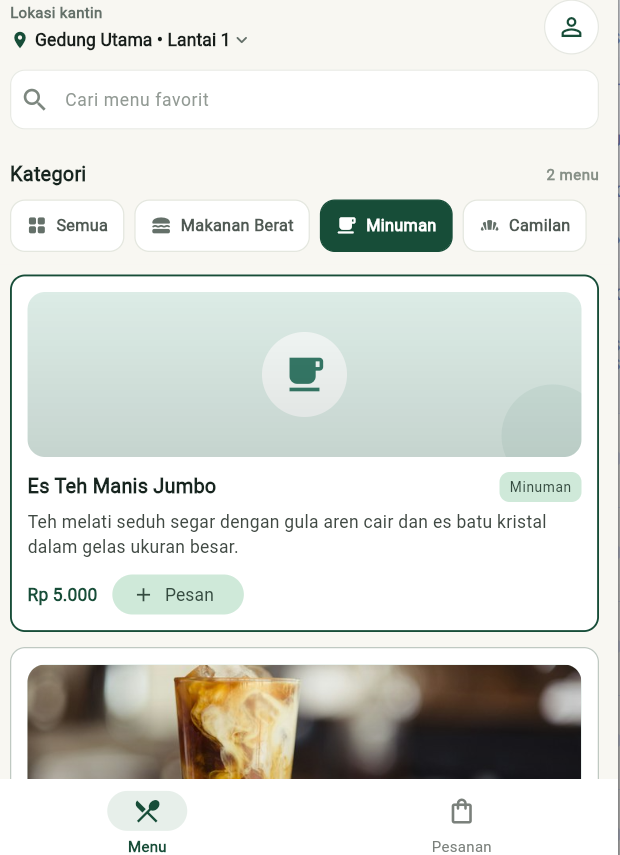 Lokasi kantin
Gedung Utama • Lantai 1
Cari menu favorit
Kategori
2 menu
Semua
Makanan Berat
Minuman
Camilan
Es Teh Manis Jumbo
Minuman
Teh melati seduh segar dengan gula aren cair dan es batu kristal
dalam gelas ukuran besar.
Rp 5.000
+ Pesan
Menu
Pesanan